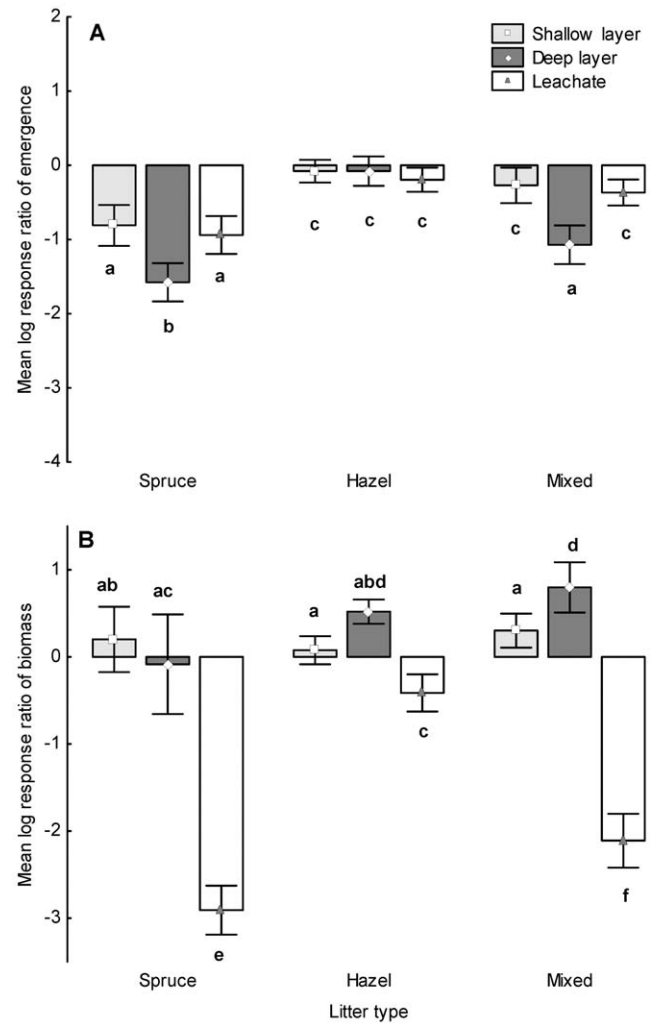 A
Shallow layer
Deep layer
Leachate
2
1
0
-1
-2
-3
-4
Mean log response ratio of emergence
a
b
a
c
c
c
c
a
c
Spruce
Hazel
Mixed
B
1
0
-1
-2
-3
Mean log response ratio of biomass
ab
ac
e
a
abd
c
a
d
f
Spruce
Hazel
Mixed
Litter type